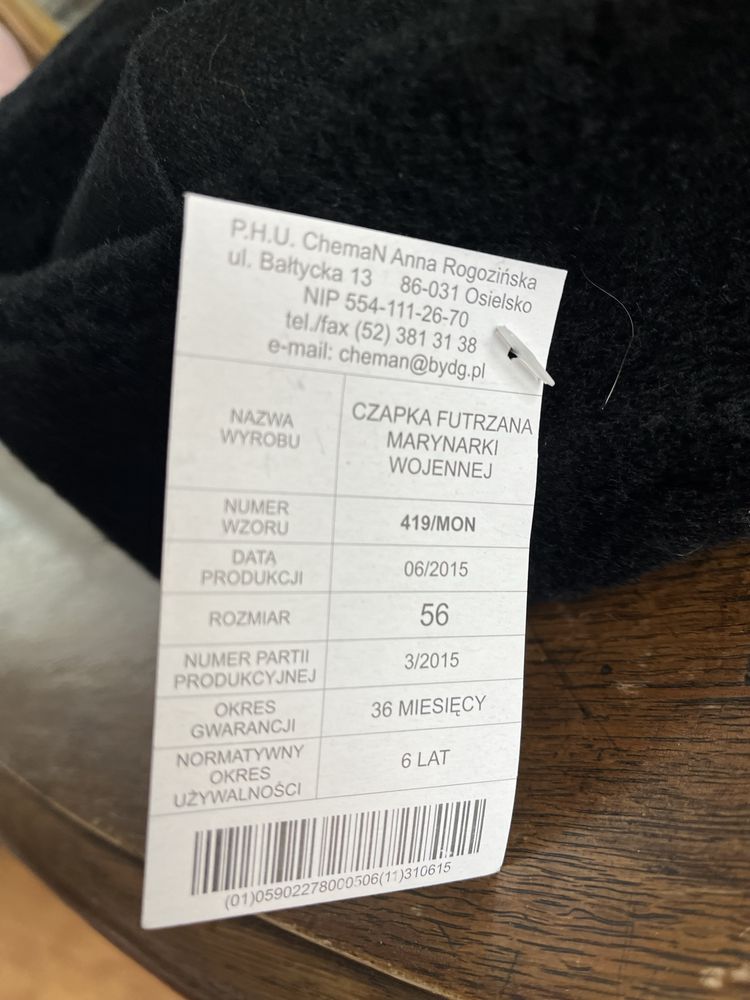 P.H.U. ChemaN Anna Rogozińska
ul. Bałtycka 13 86-031 Osielsko
NIP 554-111-26-70
tel./fax (52) 381 31 38
e-mail: cheman@bydg.pl
NAZWA
WYROBU
CZAPKA FUTRZANA
MARYNARKI
WOJENNEJ
NUMER
WZORU
419/MON
DATA
PRODUKCJI
06/2015
ROZMIAR
56
NUMER PARTII
PRODUKCYJNEJ
3/2015
OKRES
GWARANCJI
36 MIESIĘCY
NORMATYWNY
OKRES
UŻYWALNOŚCI
6 LAT
(01)05902278000506(11)310615